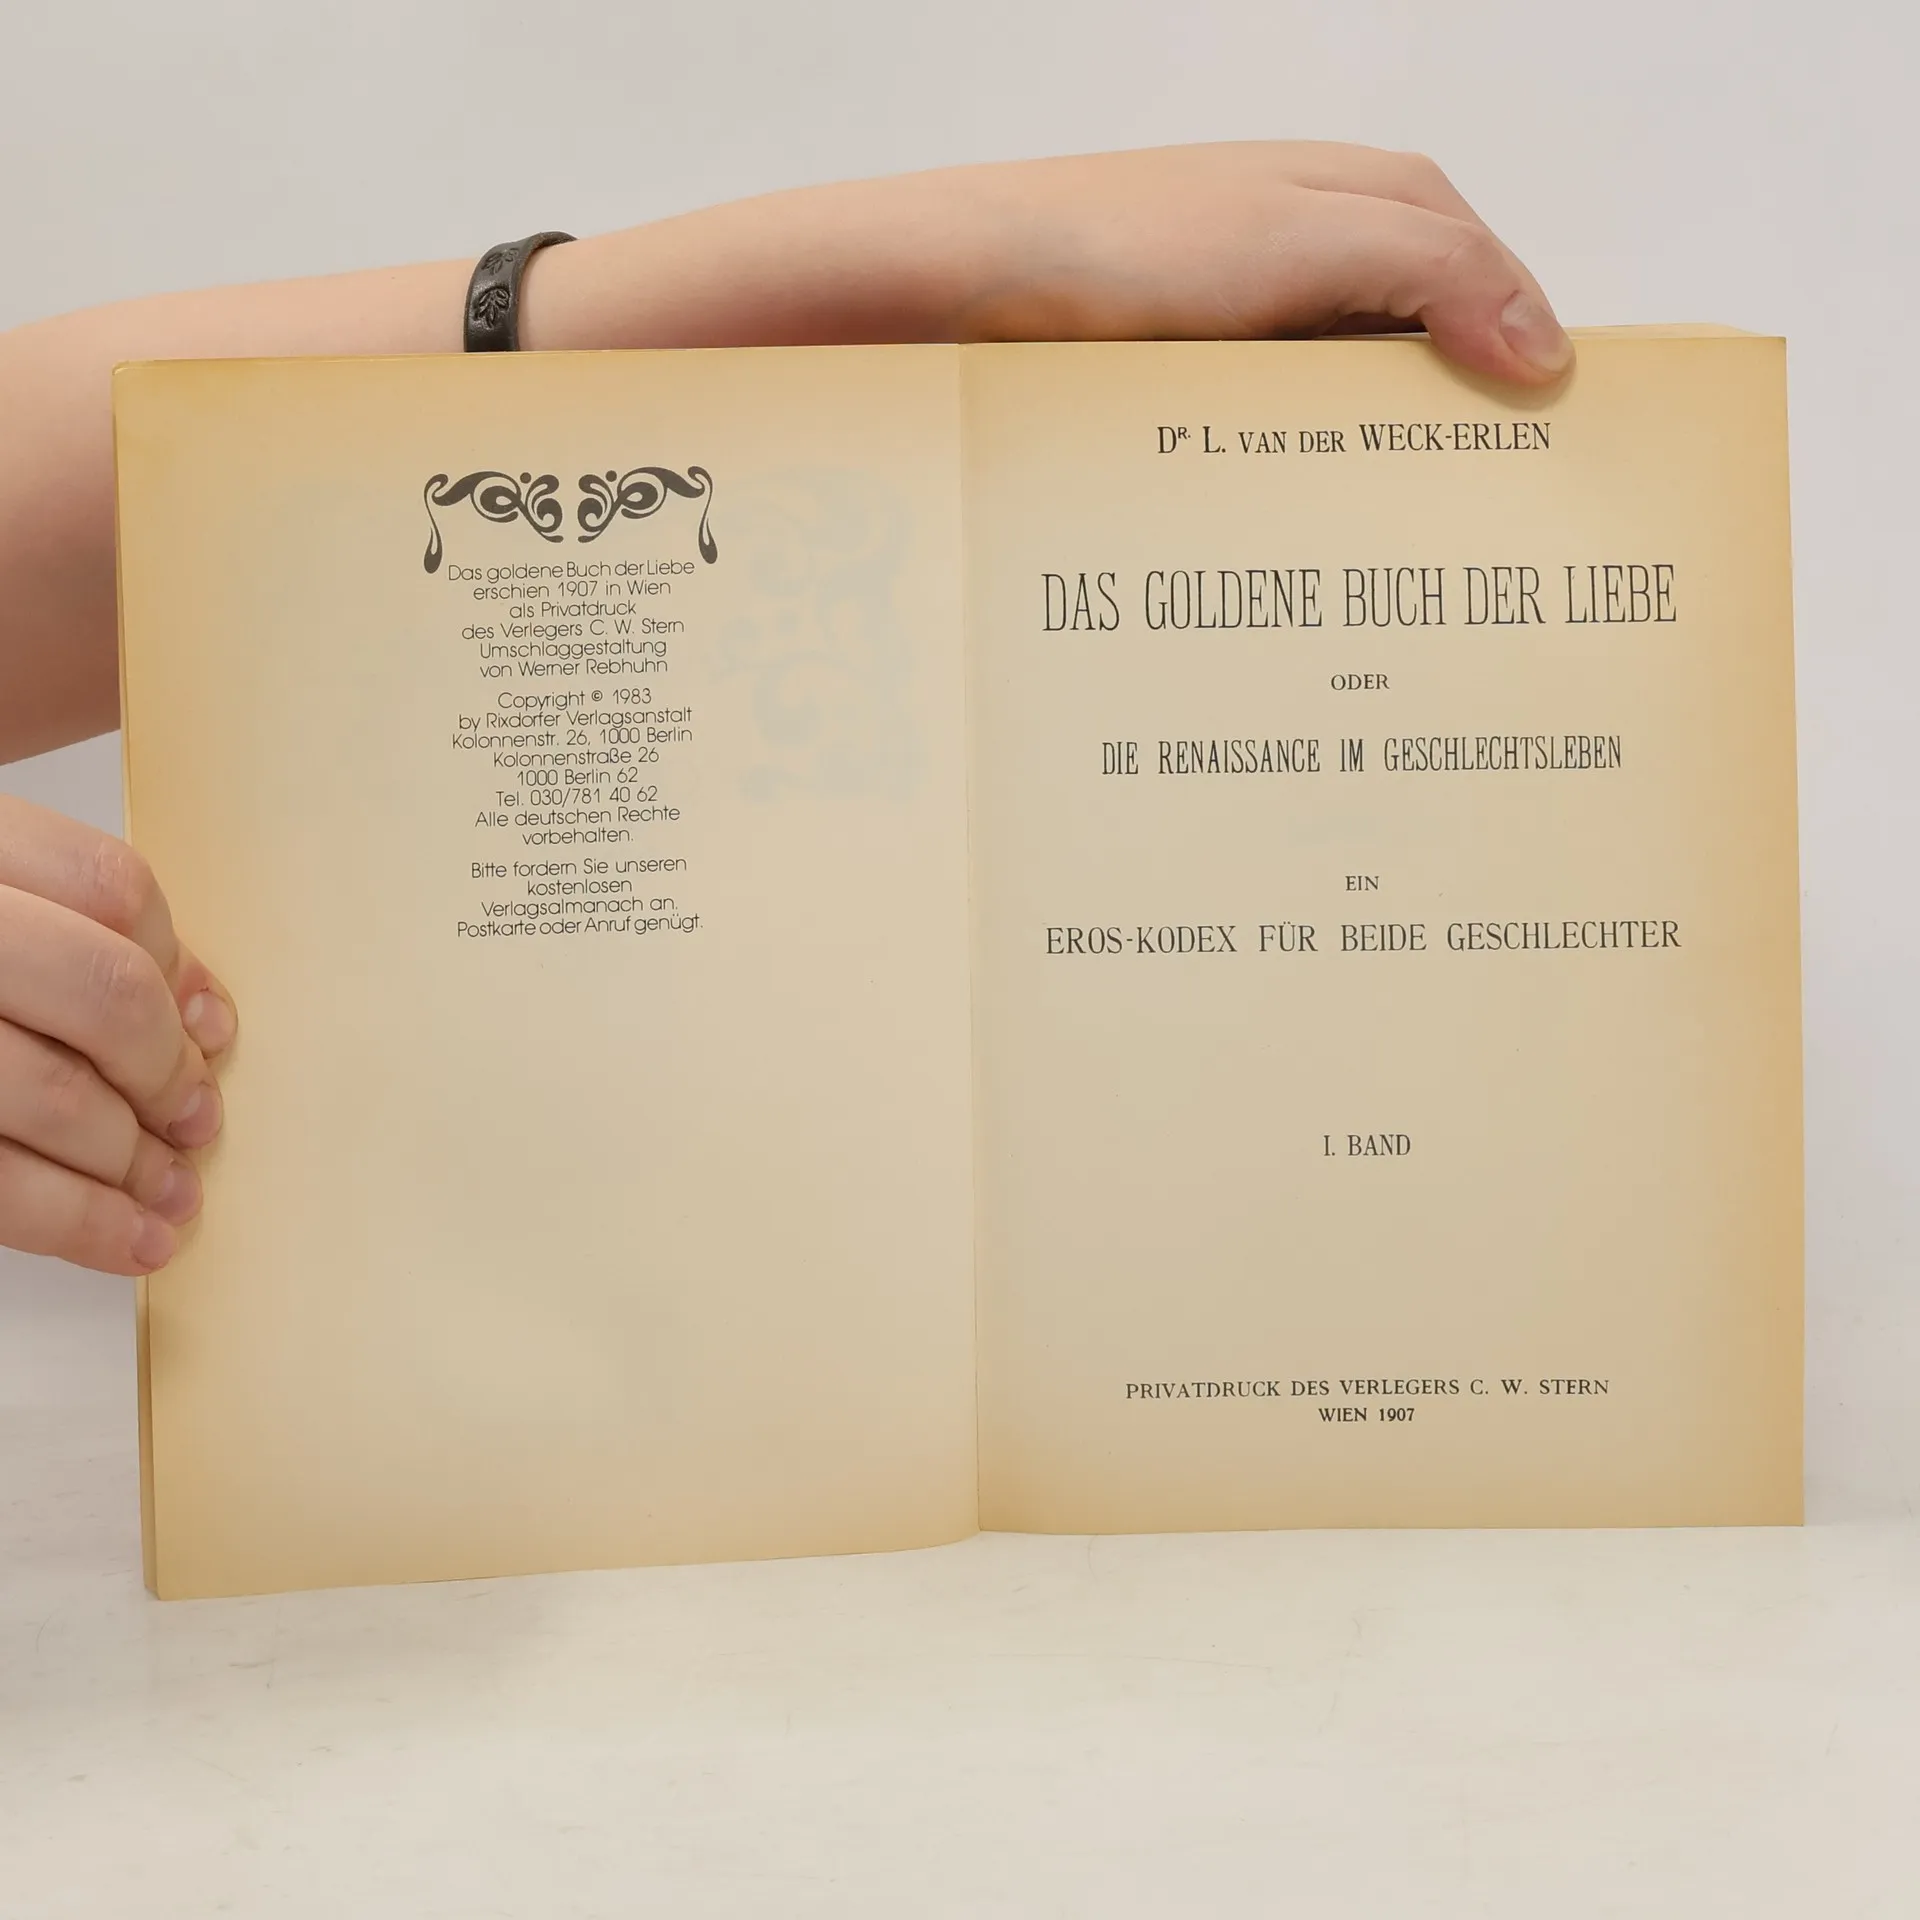 Das goldene Buch der Liebe
erschien 1907 in Wien
als Privatdruck
des Verlegers C. W. Stern
Umschlaggestaltung
von Werner Rebhuhn
Copyright © 1983
by Rixdorfer Verlagsanstalt
Kolonnenstr. 26, 1000 Berlin
Kolonnenstraße 26
1000 Berlin 62
Tel. 030/781 40 62
Alle deutschen Rechte
vorbehalten.
Bitte fordern Sie unseren
kostenlosen
Verlagsalmanach an.
Postkarte oder Anruf genügt.
DR. L. VAN DER WECK-ERLEN
DAS GOLDENE BUCH DER LIEBE
ODER
DIE RENAISSANCE IM GESCHLECHTSLEBEN
EIN
EROS-KODEX FÜR BEIDE GESCHLECHTER
I. BAND
PRIVATDRUCK DES VERLEGERS C. W. STERN
WIEN 1907